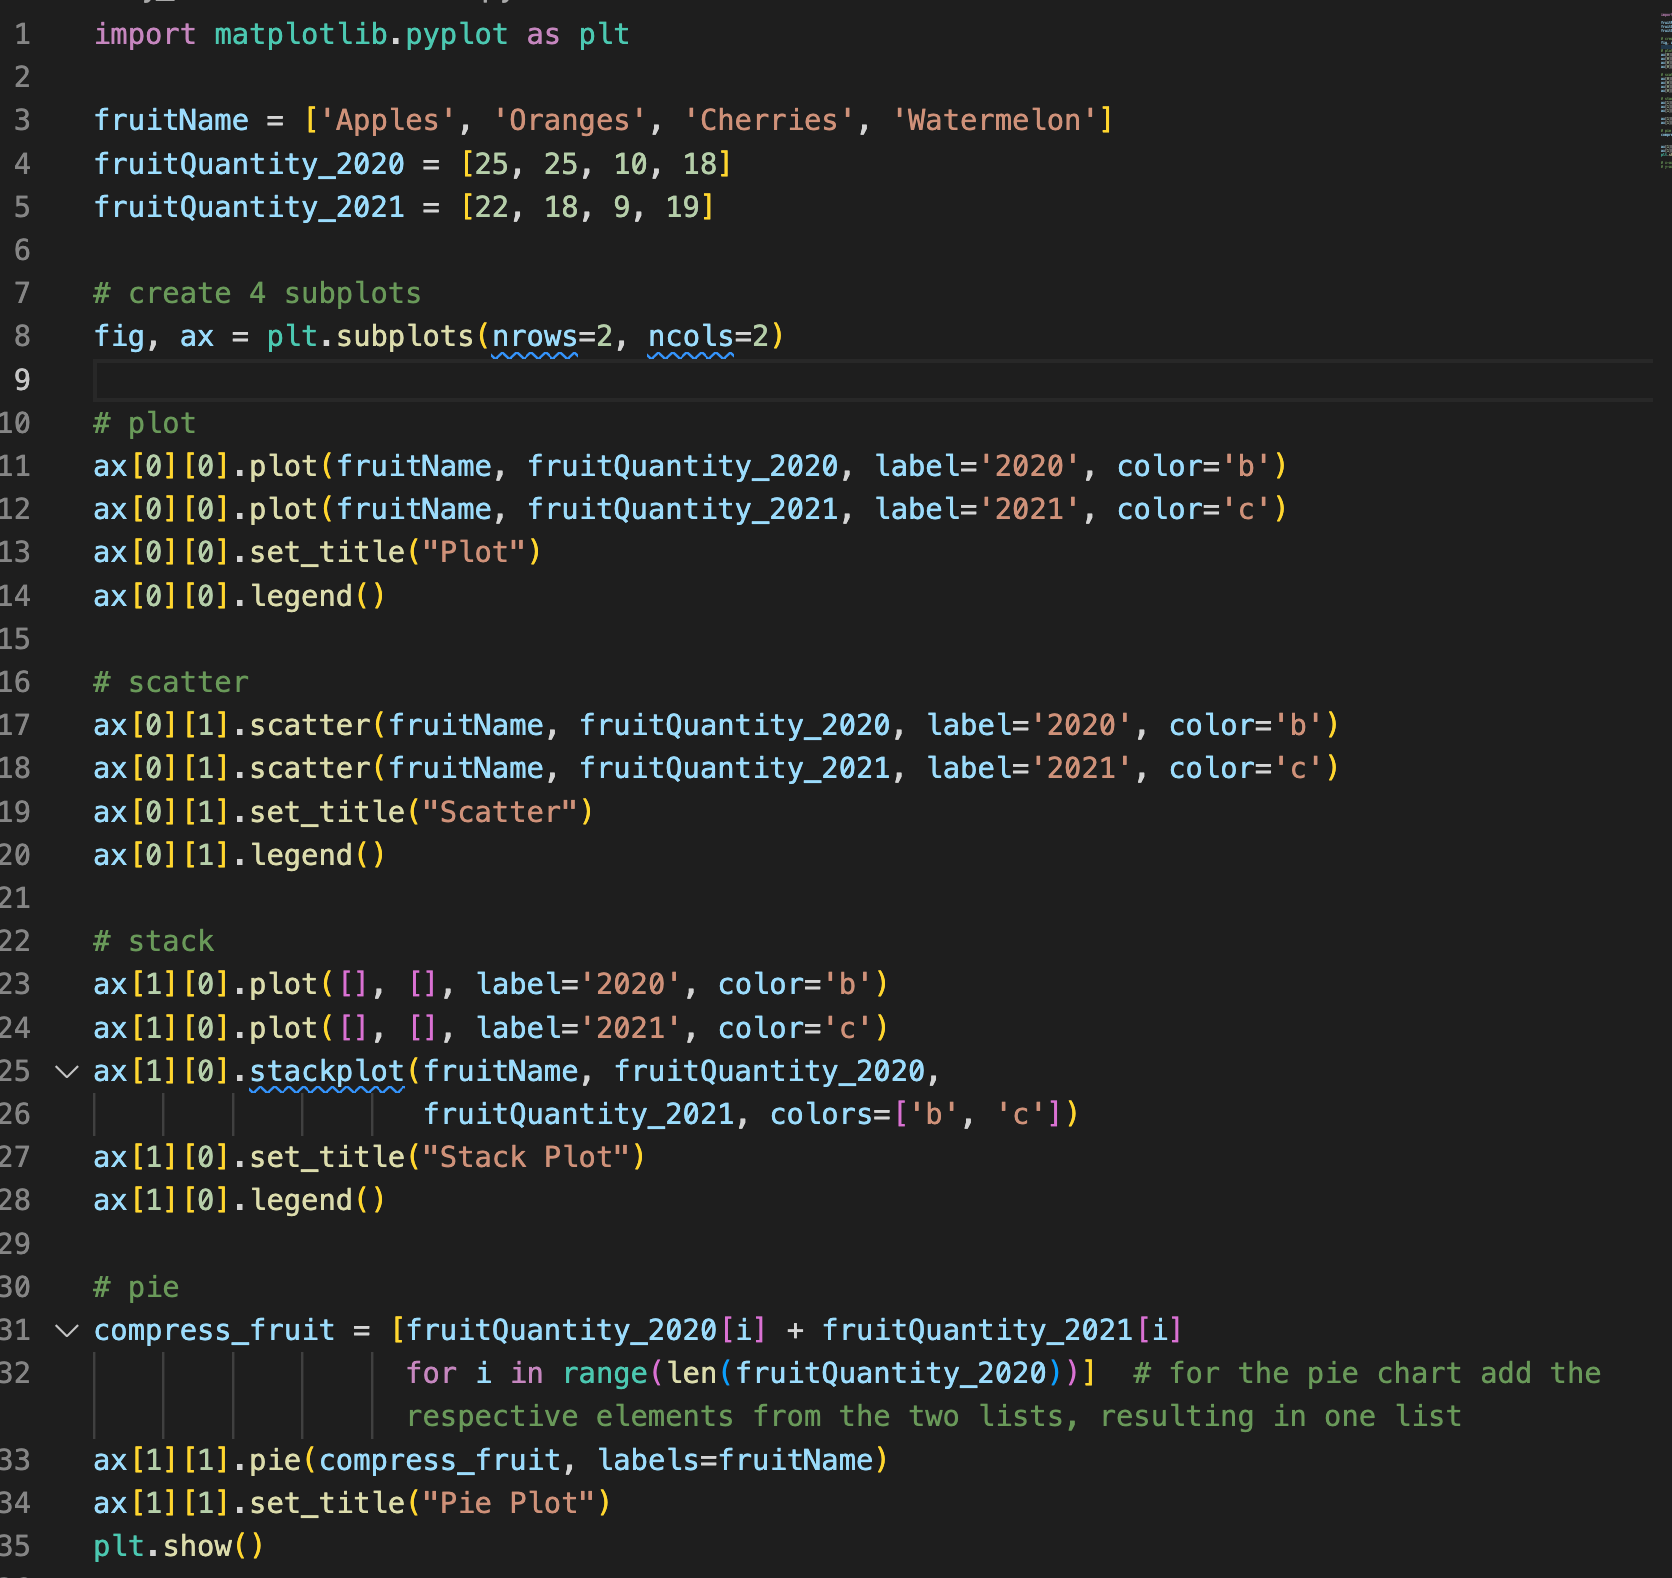 1 import matplotlib.pyplot as plt
2
3 fruitName = ['Apples', 'Oranges', 'Cherries', 'Watermelon']
4 fruitQuantity_2020 = [25, 25, 10, 18]
5 fruitQuantity_2021 = [22, 18, 9, 19]
6
7 # create 4 subplots
8 fig, ax = plt.subplots(nrows=2, ncols=2)
9
10 # plot
11 ax[0][0].plot(fruitName, fruitQuantity_2020, label='2020', color='b')
12 ax[0][0].plot(fruitName, fruitQuantity_2021, label='2021', color='c')
13 ax[0][0].set_title("Plot")
14 ax[0][0].legend()
15
16 # scatter
17 ax[0][1].scatter(fruitName, fruitQuantity_2020, label='2020', color='b')
18 ax[0][1].scatter(fruitName, fruitQuantity_2021, label='2021', color='c')
19 ax[0][1].set_title("Scatter")
20 ax[0][1].legend()
21
22 # stack
23 ax[1][0].plot([], [], label='2020', color='b')
24 ax[1][0].plot([], [], label='2021', color='c')
25 ax[1][0].stackplot(fruitName, fruitQuantity_2020,
26                    fruitQuantity_2021, colors=['b', 'c'])
27 ax[1][0].set_title("Stack Plot")
28 ax[1][0].legend()
29
30 # pie
31 compress_fruit = [fruitQuantity_2020[i] + fruitQuantity_2021[i]
32                   for i in range(len(fruitQuantity_2020))]  # for the pie chart add the
                  respective elements from the two lists, resulting in one list
33 ax[1][1].pie(compress_fruit, labels=fruitName)
34 ax[1][1].set_title("Pie Plot")
35 plt.show()